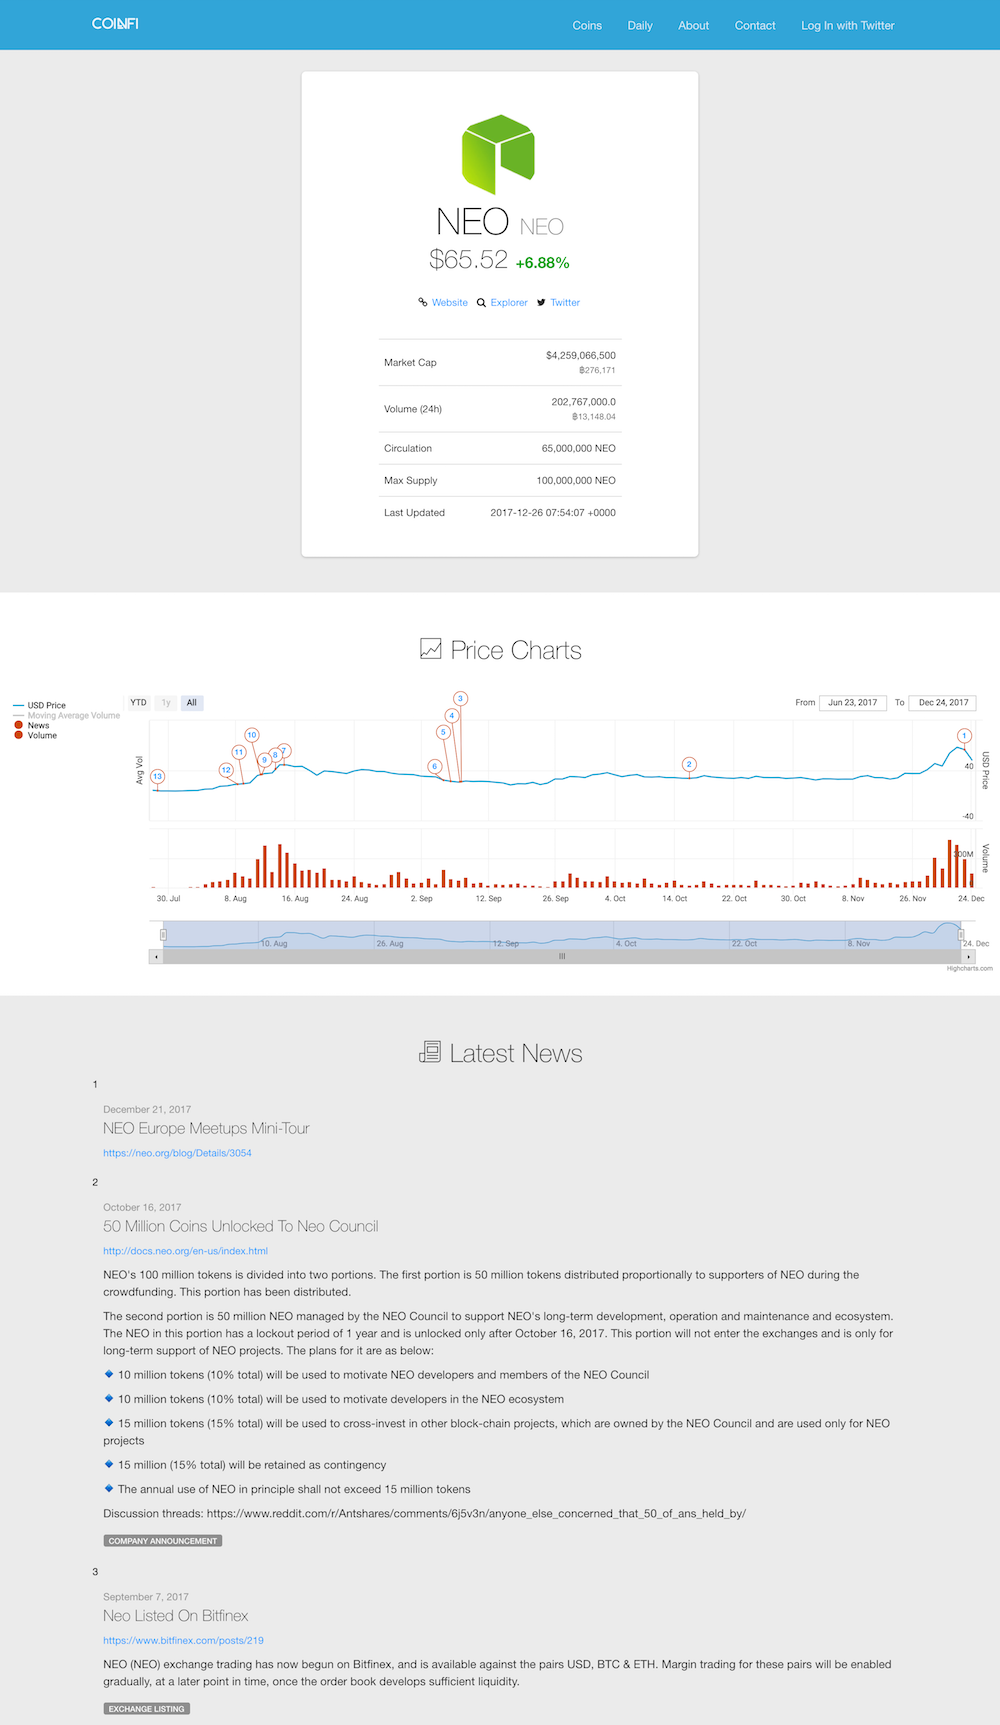 COINFI
Coins Daily About Contact Log In with Twitter
NEO NEO
$65.52 +6.88%
Website Explorer Twitter
Market Cap $4,259,066,500
฿276,171
Volume (24h) 202,767,000.0
฿13,148.04
Circulation 65,000,000 NEO
Max Supply 100,000,000 NEO
Last Updated 2017-12-26 07:54:07 +0000
Price Charts
USD Price
Moving Average Volume
News
Volume
YTD 1y All
From Jun 23, 2017 To Dec 24, 2017
13 12 11 10 9 8 7 6 5 4 3 2 1
Avg Vol
USD Price
40
-40
Volume
200M
30. Jul 8. Aug 16. Aug 24. Aug 2. Sep 12. Sep 26. Sep 4. Oct 14. Oct 22. Oct 30. Oct 8. Nov 26. Nov 24. Dec
10. Aug 26. Aug 12. Sep 4. Oct 22. Oct 8. Nov 24. Dec
Highcharts.com
Latest News
1
December 21, 2017
NEO Europe Meetups Mini-Tour
https://neo.org/blog/Details/3054
2
October 16, 2017
50 Million Coins Unlocked To Neo Council
http://docs.neo.org/en-us/index.html
NEO's 100 million tokens is divided into two portions. The first portion is 50 million tokens distributed proportionally to supporters of NEO during the
crowdfunding. This portion has been distributed.
The second portion is 50 million NEO managed by the NEO Council to support NEO's long-term development, operation and maintenance and ecosystem.
The NEO in this portion has a lockout period of 1 year and is unlocked only after October 16, 2017. This portion will not enter the exchanges and is only for
long-term support of NEO projects. The plans for it are as below:
🔹 10 million tokens (10% total) will be used to motivate NEO developers and members of the NEO Council
🔹 10 million tokens (10% total) will be used to motivate developers in the NEO ecosystem
🔹 15 million tokens (15% total) will be used to cross-invest in other block-chain projects, which are owned by the NEO Council and are used only for NEO
projects
🔹 15 million (15% total) will be retained as contingency
🔹 The annual use of NEO in principle shall not exceed 15 million tokens
Discussion threads: https://www.reddit.com/r/Antshares/comments/6j5v3n/anyone_else_concerned_that_50_of_ans_held_by/
COMPANY ANNOUNCEMENT
3
September 7, 2017
Neo Listed On Bitfinex
https://www.bitfinex.com/posts/219
NEO (NEO) exchange trading has now begun on Bitfinex, and is available against the pairs USD, BTC & ETH. Margin trading for these pairs will be enabled
gradually, at a later point in time, once the order book develops sufficient liquidity.
EXCHANGE LISTING